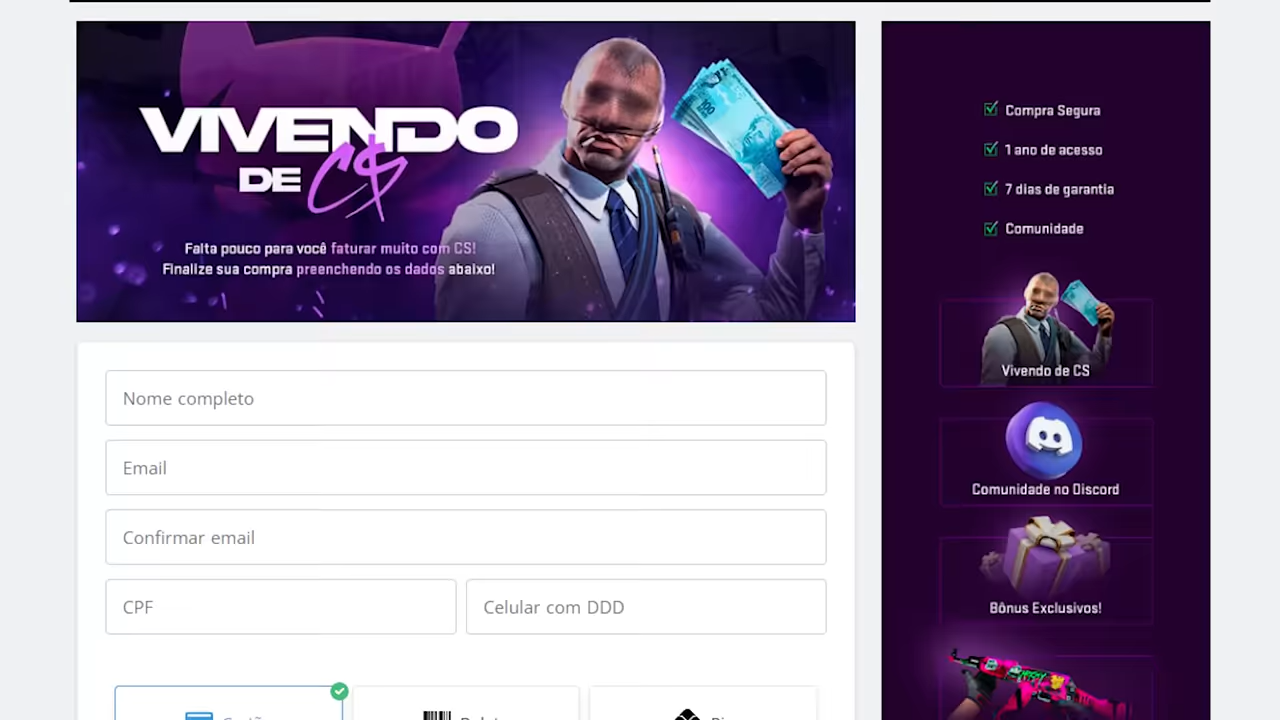 VIVENDO
DE C$
Falta pouco para você faturar muito com CS!
Finalize sua compra preenchendo os dados abaixo!
Nome completo
Email
Confirmar email
CPF
Celular com DDD
Compra Segura
1 ano de acesso
7 dias de garantia
Comunidade
100
Vivendo de CS
Comunidade no Discord
Bônus Exclusivos!